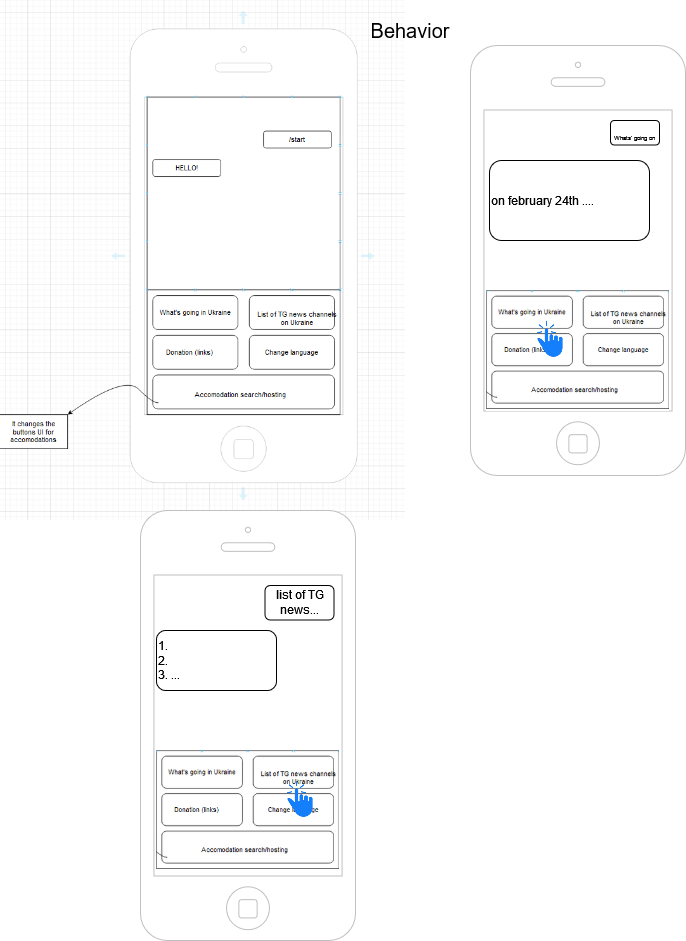 Behavior
/start
HELLO!
What's going in Ukraine
List of TG news channels
on Ukraine
Donation (links)
Change language
Accomodation search/hosting
It changes the
buttons UI for
accomodations
Whats' going on
on february 24th ....
What's going in Ukraine
List of TG news channels
on Ukraine
Donation (link
Change language
Accomodation search/hosting
list of TG
news...
1.
2.
3. ...
What's going in Ukraine
List of TG news channels
on Ukraine
Donation (links)
Change l ge
Accomodation search/hosting